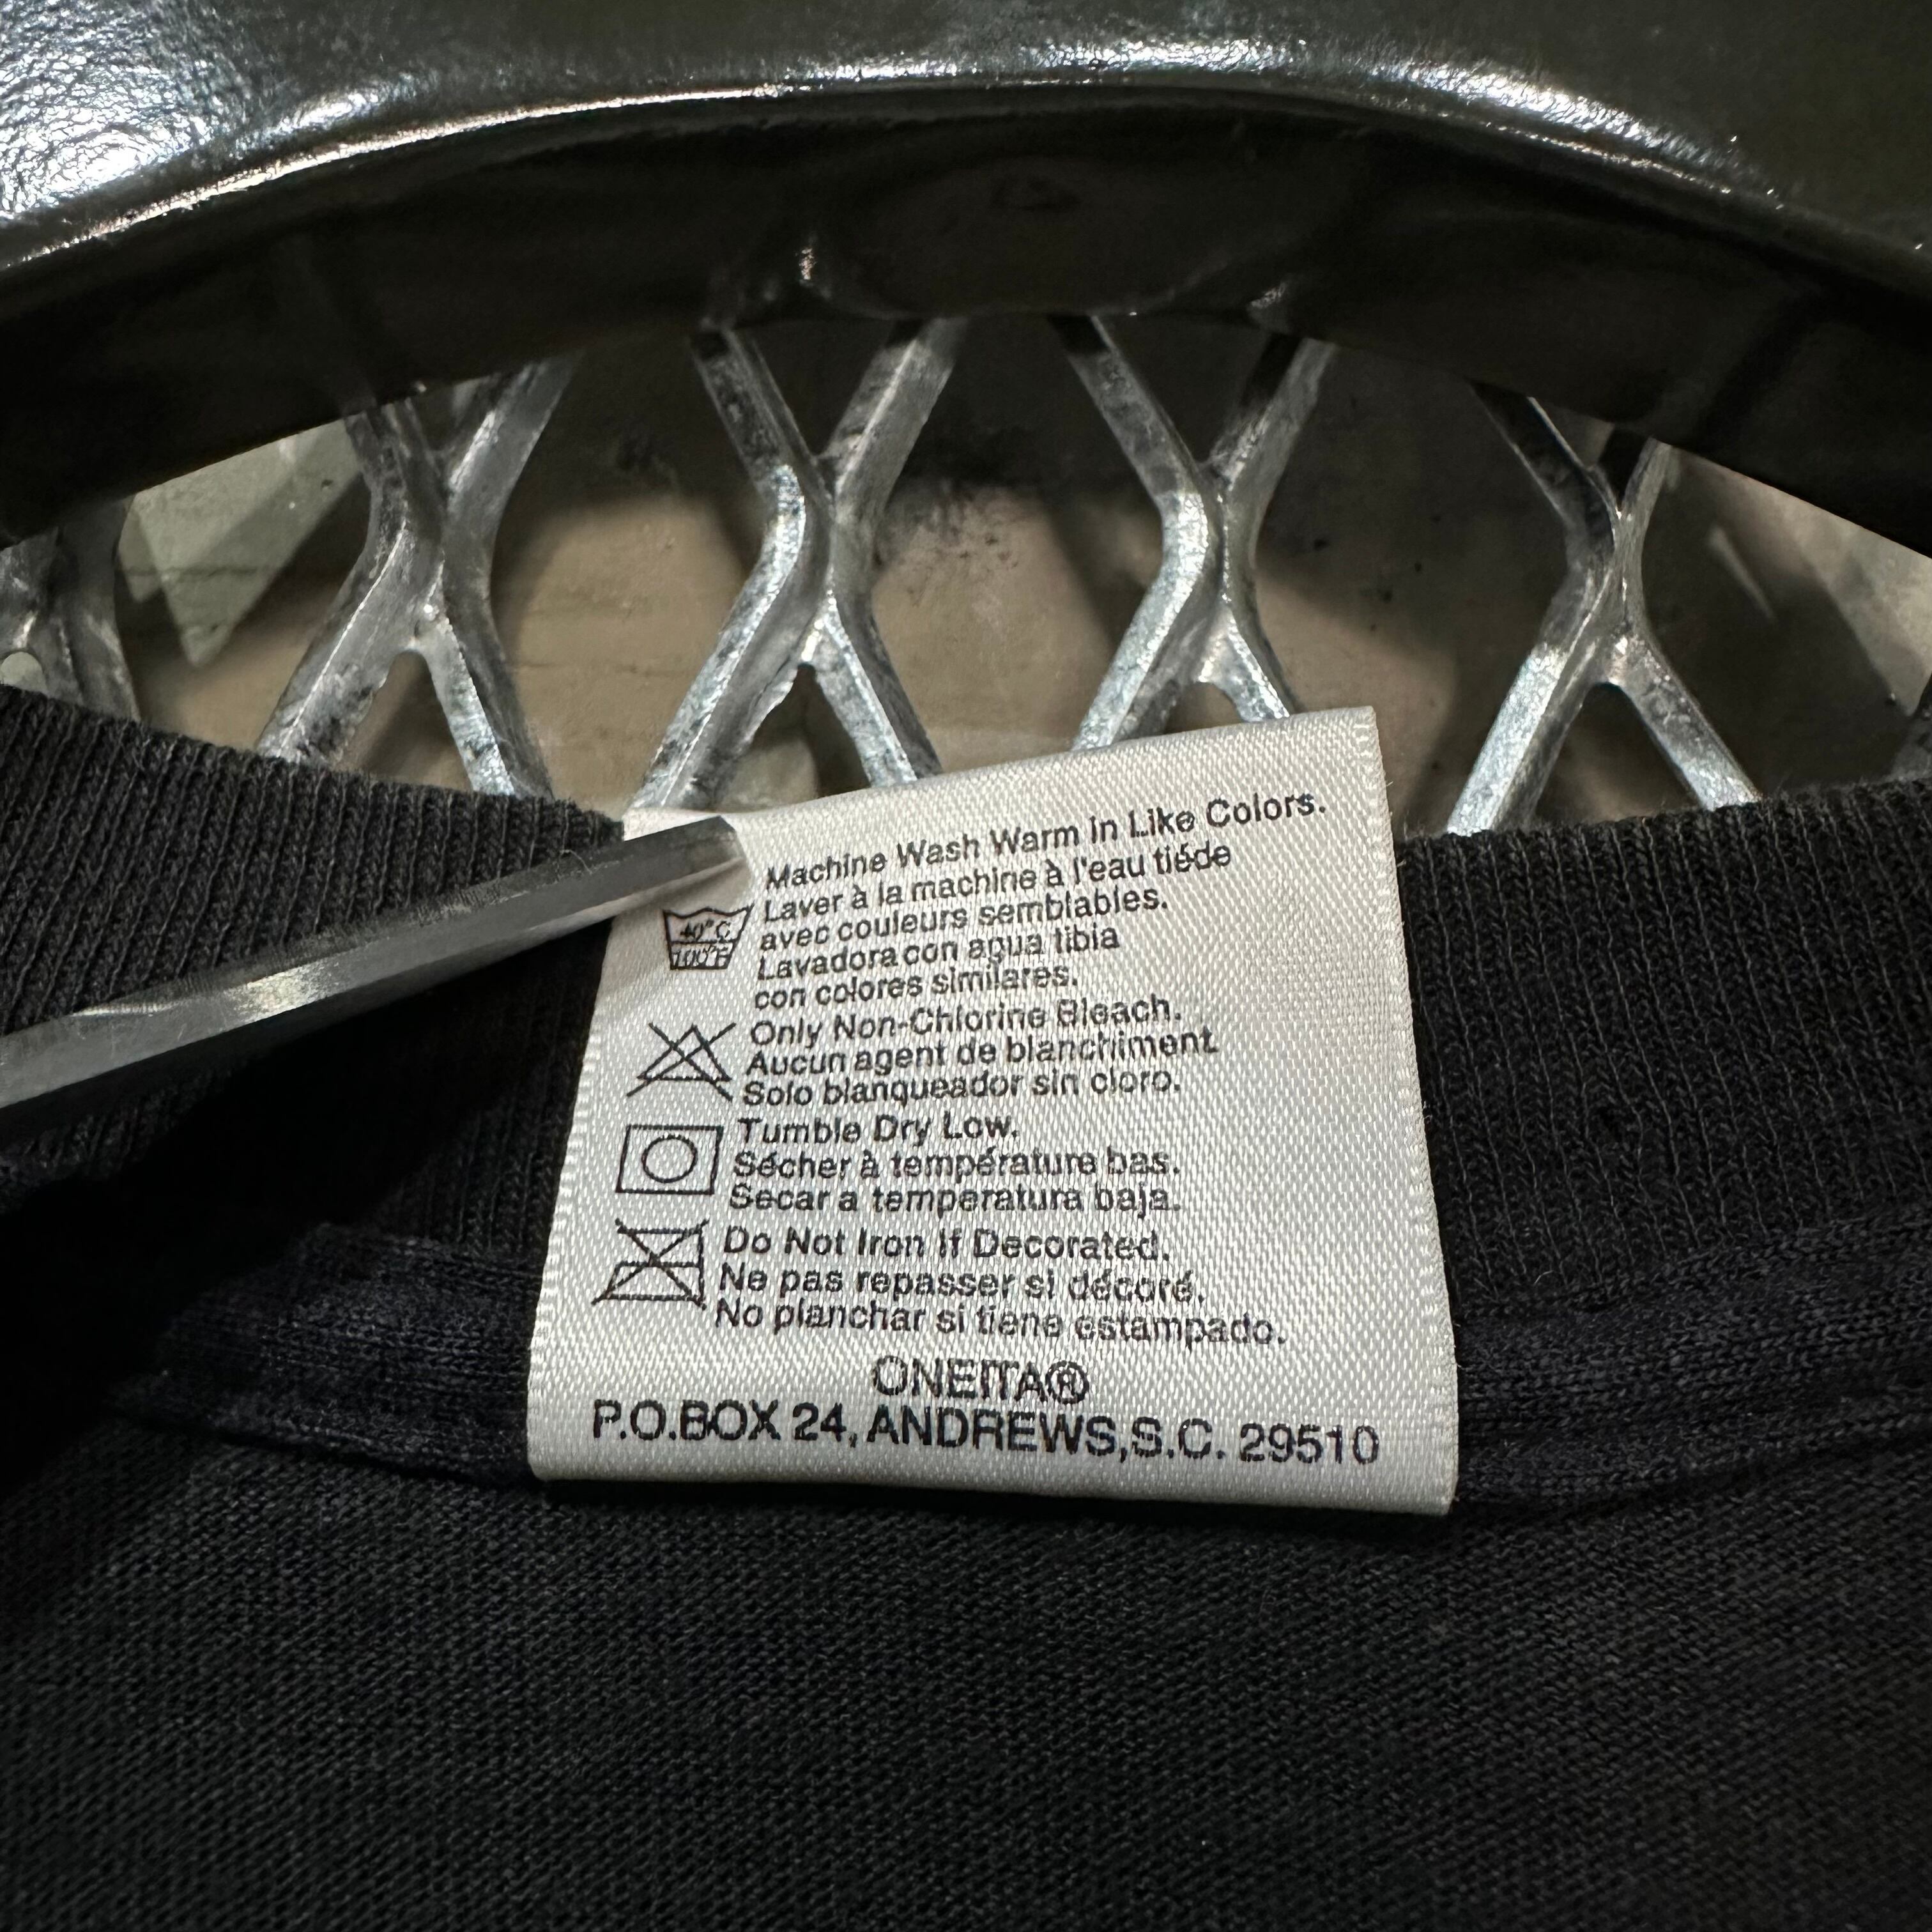 Machine Wash Warm in Like Colors.
Laver à la machine à l'eau tiéde
avec couleurs semblables.
40°C
100°F
Lavadora con agua tibia
con colores similares.
Only Non-Chlorine Bleach.
Aucun agent de blanchiment
Solo blanqueador sin cloro.
Tumble Dry Low.
Sécher à température bas.
Secar a temperatura baja.
Do Not Iron If Decorated.
Ne pas repasser si décoré.
No planchar si tiene estampado.
ONEITA®
P.O.BOX 24, ANDREWS,S.C. 29510